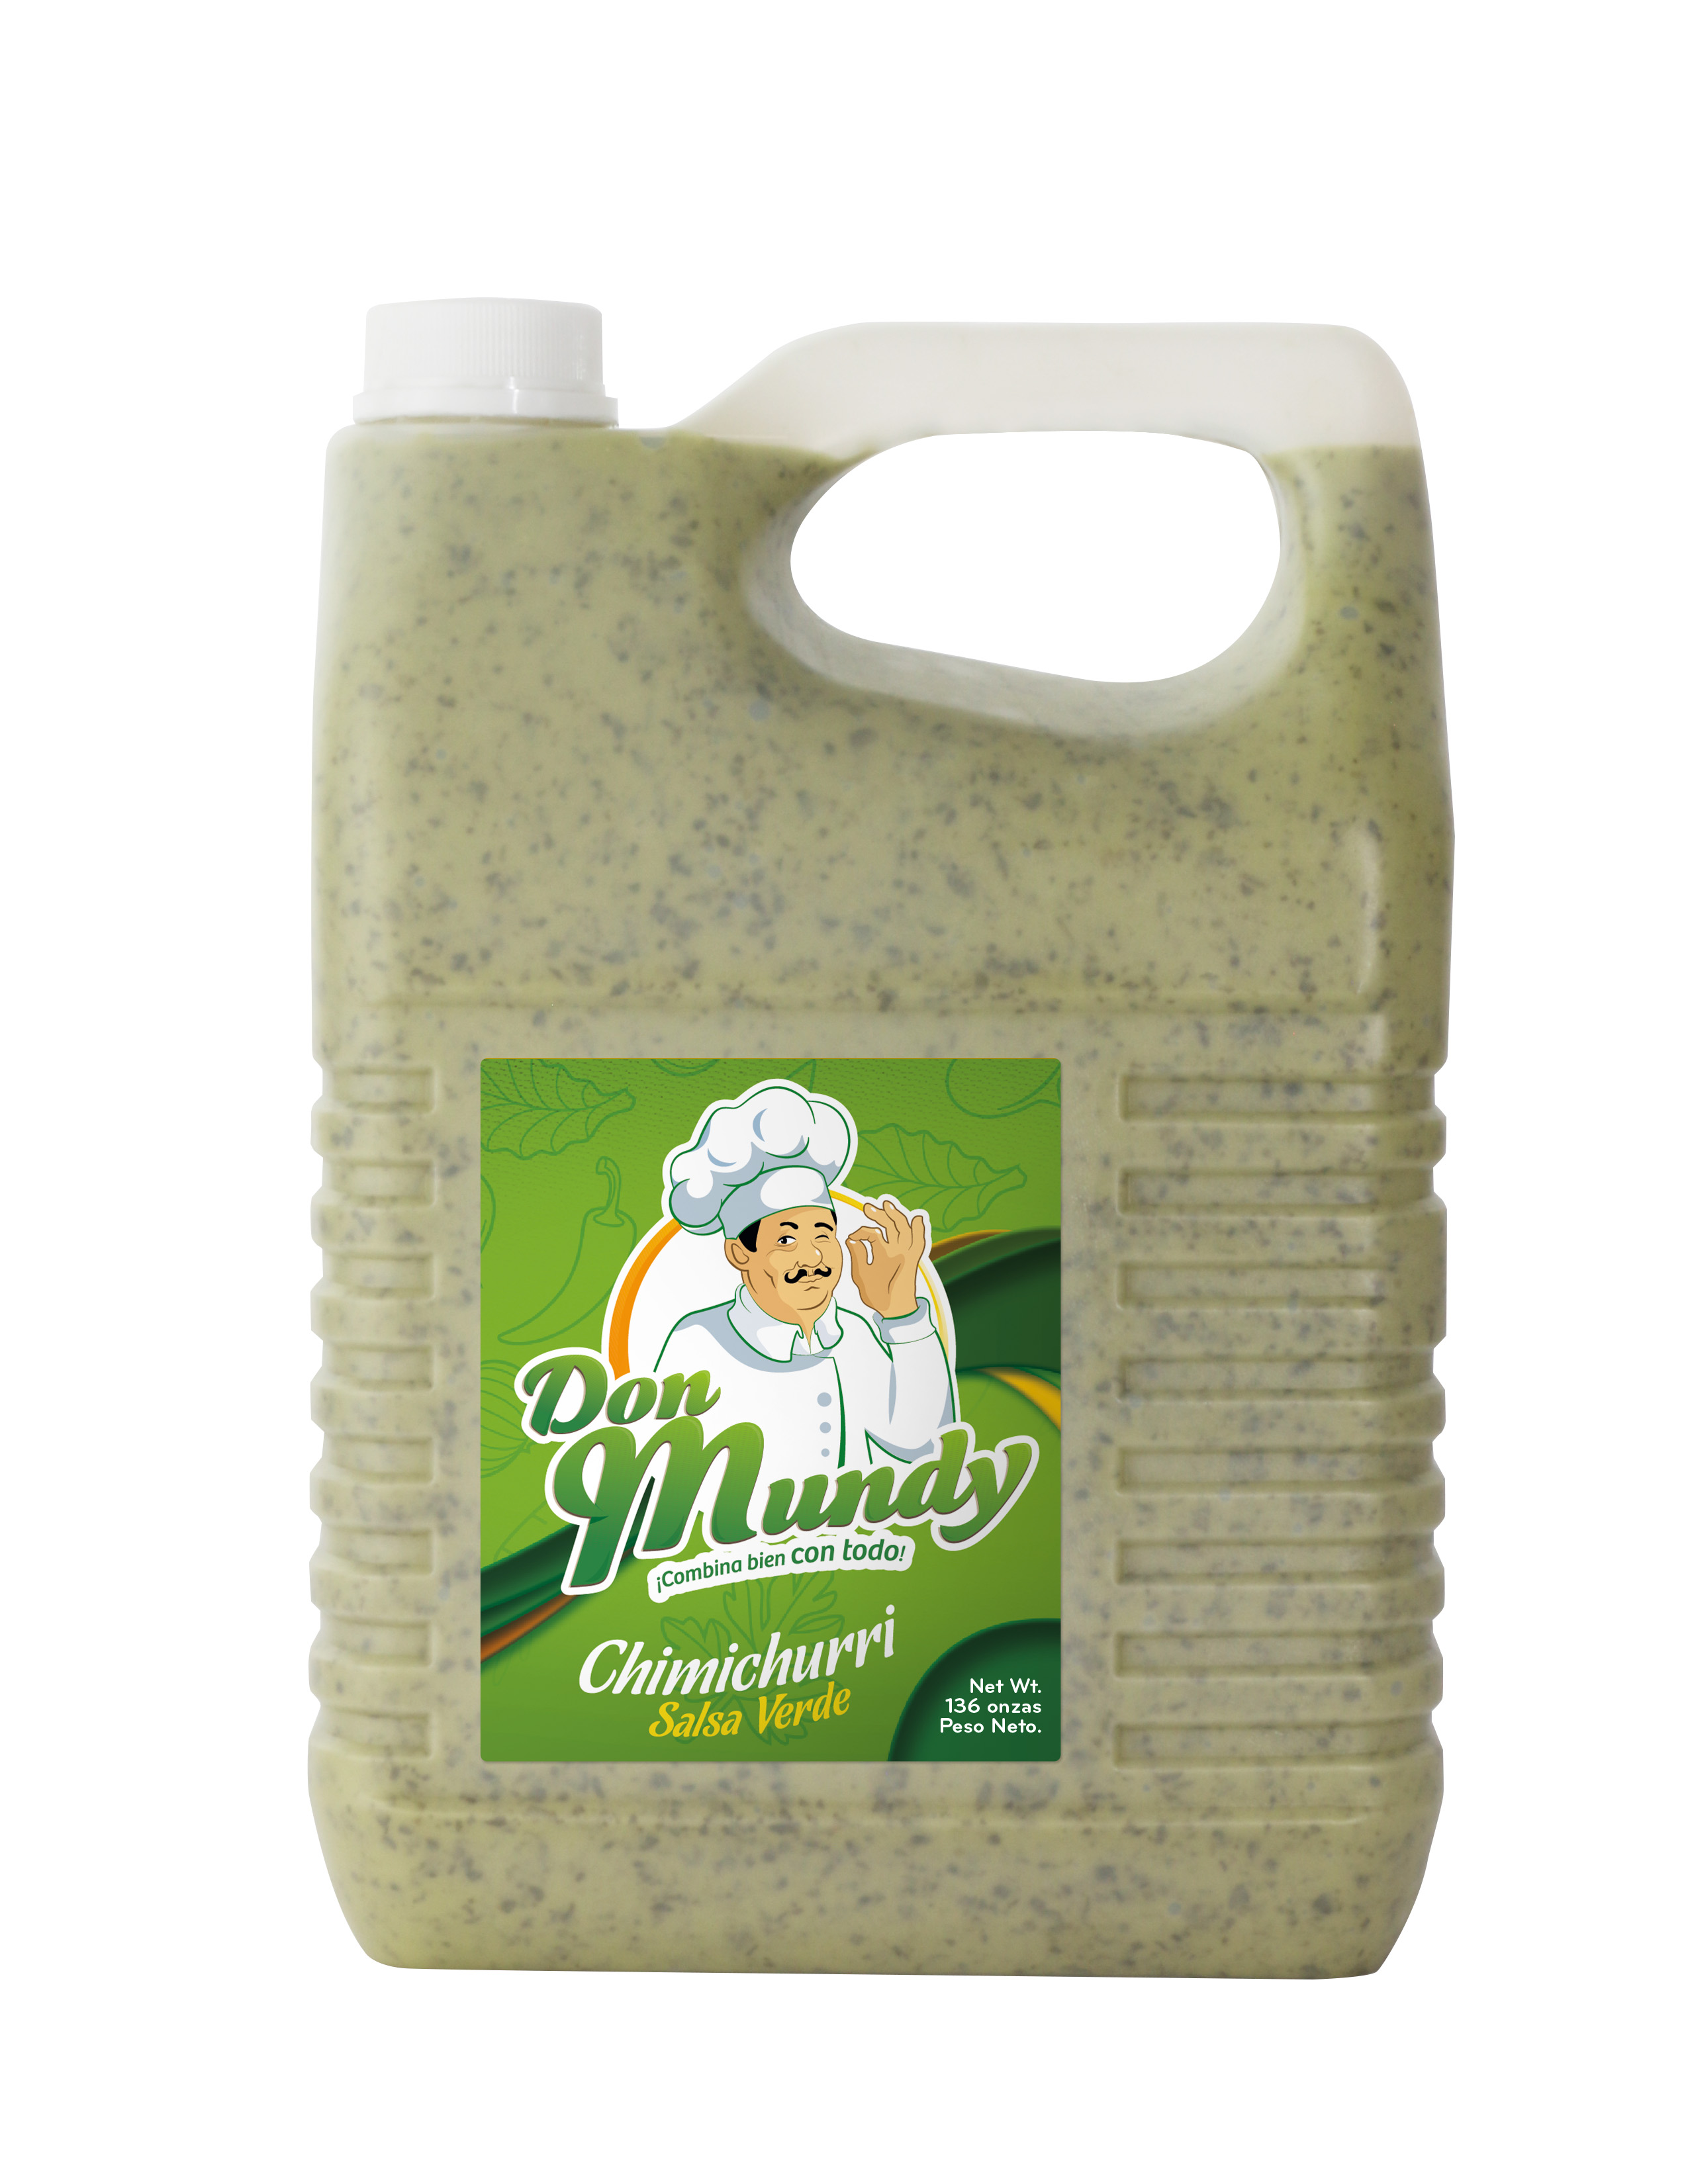 Don
Mundy
¡Combina bien con todo!
Chimichurri
Salsa Verde
Net Wt.
136 onzas
Peso Neto.